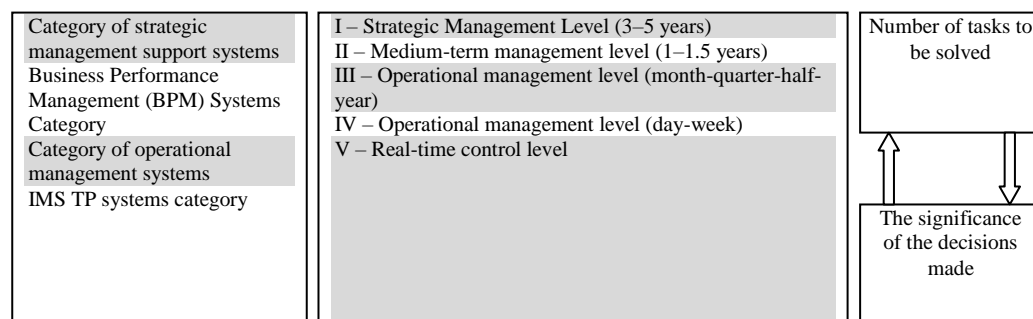 Category of strategic
management support systems
Business Performance
Management (BPM) Systems
Category
Category of operational
management systems
IMS TP systems category
I – Strategic Management Level (3–5 years)
II – Medium-term management level (1–1.5 years)
III – Operational management level (month-quarter-half-
year)
IV – Operational management level (day-week)
V – Real-time control level
Number of tasks to
be solved
The significance
of the decisions
made